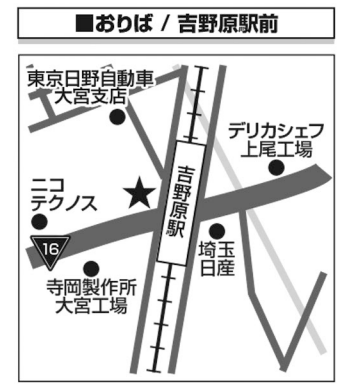 ■おりば / 吉野原駅前
東京日野自動車
大宮支店
デリカシェフ
上尾工場
ニコ
テクノス
吉野原駅
16
埼玉
日産
寺岡製作所
大宮工場